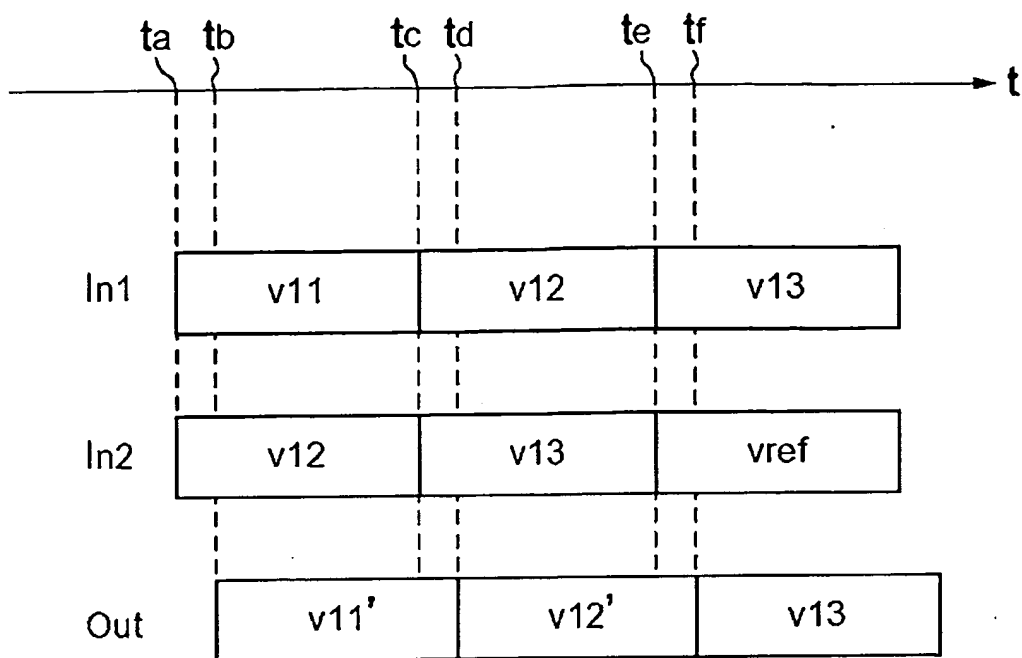 ta tb tc td te tf
t
In1 v11 v12 v13
In2 v12 v13 vref
Out v11' v12' v13